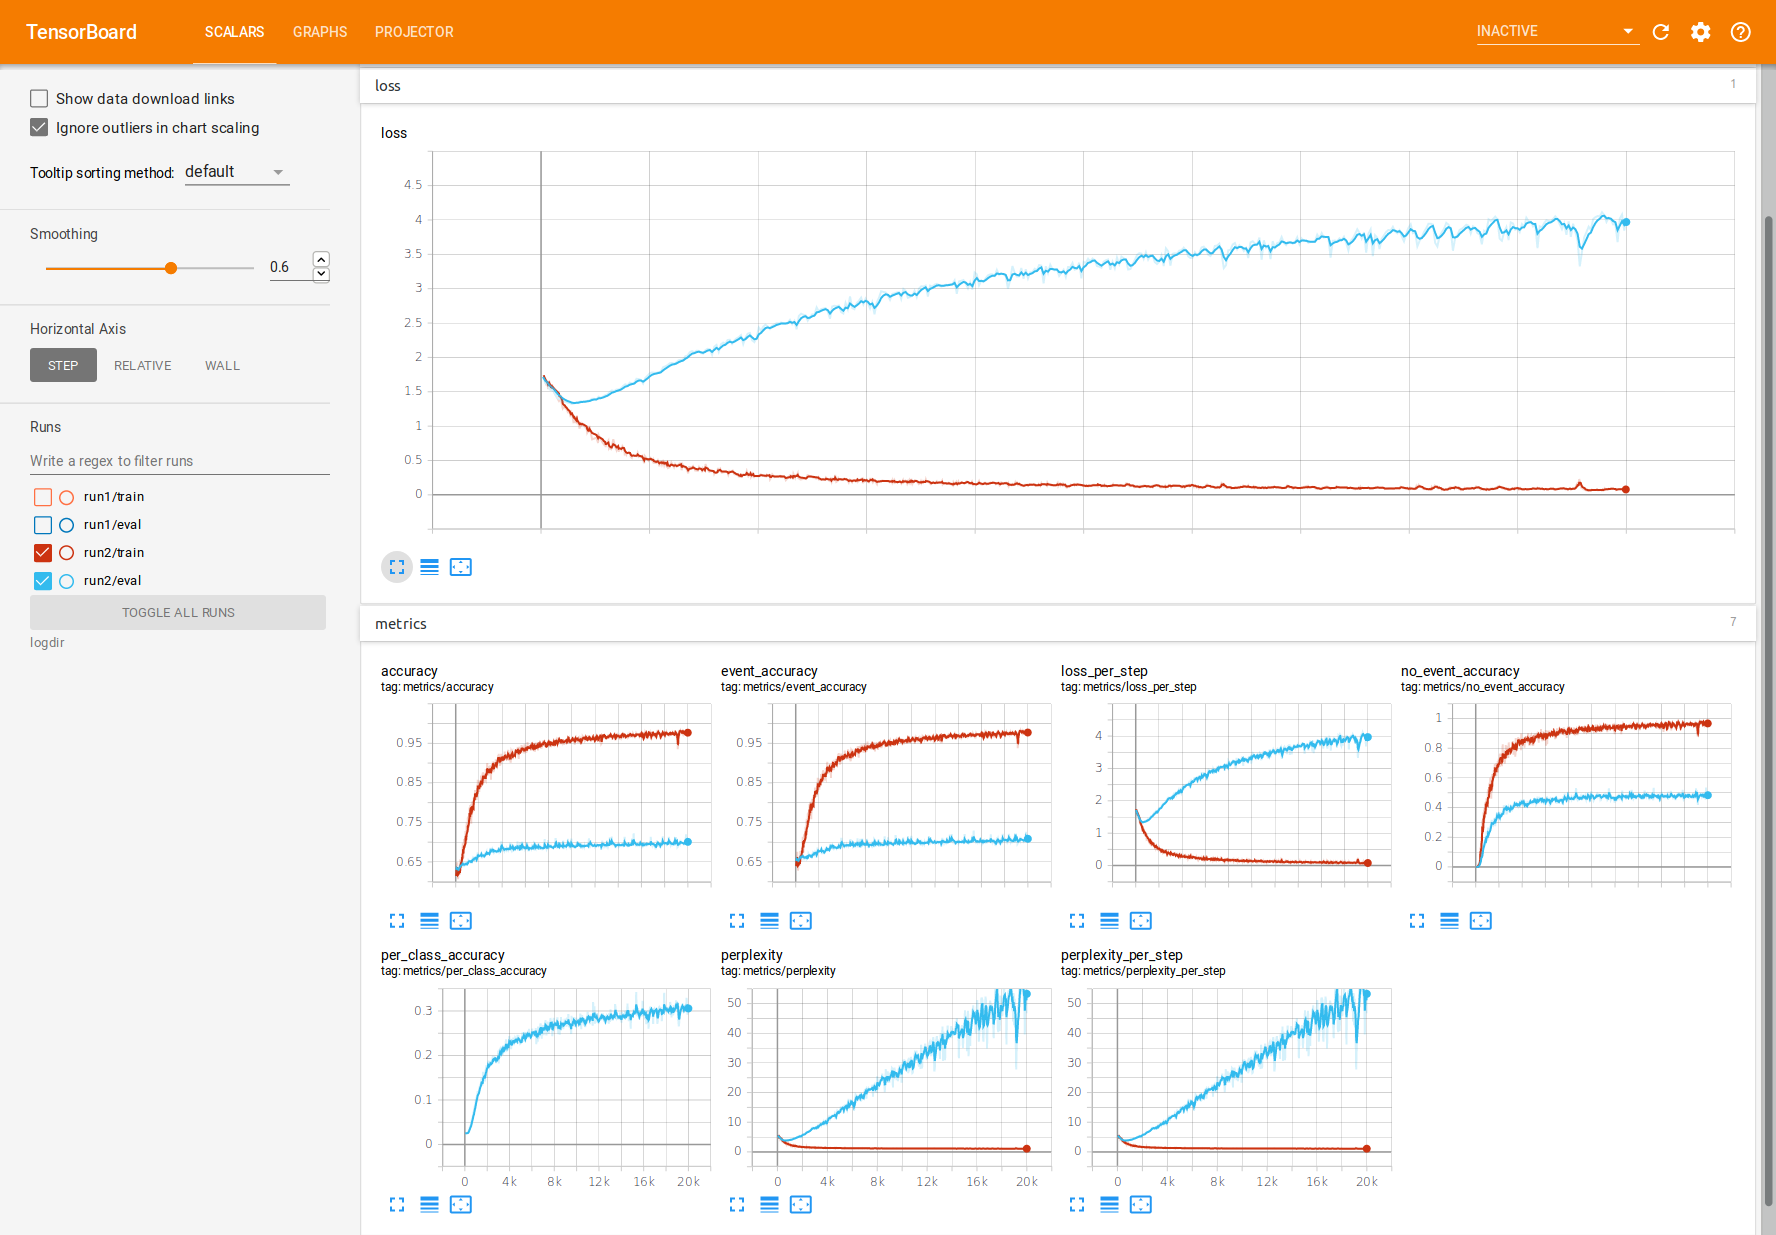 TensorBoard SCALARS GRAPHS PROJECTOR INACTIVE
Show data download links
Ignore outliers in chart scaling
Tooltip sorting method: default
Smoothing
0.6
Horizontal Axis
STEP RELATIVE WALL
Runs
Write a regex to filter runs
run1/train
run1/eval
run2/train
run2/eval
TOGGLE ALL RUNS
logdir
loss 1
loss
4.5
4
3.5
3
2.5
2
1.5
1
0.5
0
metrics 7
accuracy
tag: metrics/accuracy
0.95
0.85
0.75
0.65
event_accuracy
tag: metrics/event_accuracy
0.95
0.85
0.75
0.65
loss_per_step
tag: metrics/loss_per_step
4
3
2
1
0
no_event_accuracy
tag: metrics/no_event_accuracy
1
0.8
0.6
0.4
0.2
0
per_class_accuracy
tag: metrics/per_class_accuracy
0.3
0.2
0.1
0
0 4k 8k 12k 16k 20k
perplexity
tag: metrics/perplexity
50
40
30
20
10
0
0 4k 8k 12k 16k 20k
perplexity_per_step
tag: metrics/perplexity_per_step
50
40
30
20
10
0
0 4k 8k 12k 16k 20k